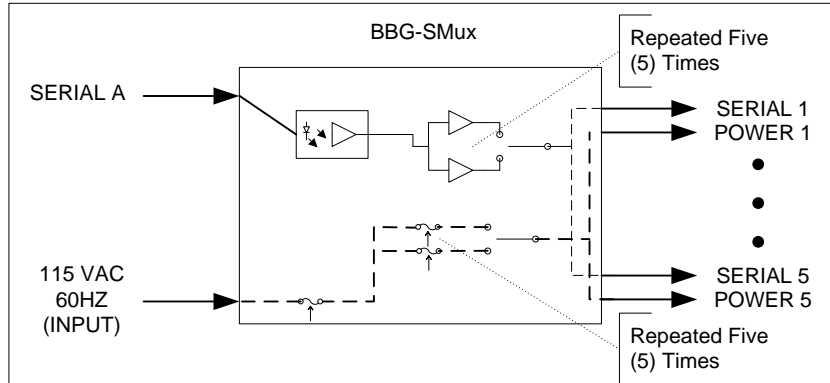 BBG-SMux
Repeated Five
(5) Times
SERIAL A
SERIAL 1
POWER 1
115 VAC
60HZ
(INPUT)
SERIAL 5
POWER 5
Repeated Five
(5) Times